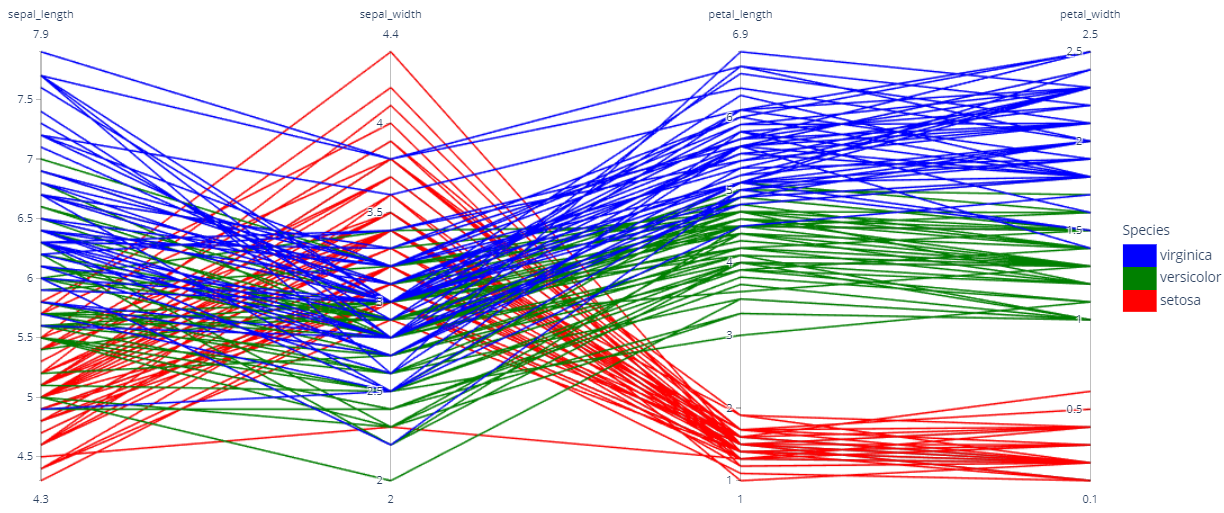 sepal_length sepal_width petal_length petal_width
7.9 4.4 6.9 2.5
2.5
7.5
4 6
2
7
3.5 5
6.5 1.5
Species
virginica
versicolor
setosa
4
6 3
1
5.5 3
5 2.5 2 0.5
4.5
2 1
4.3 2 1 0.1